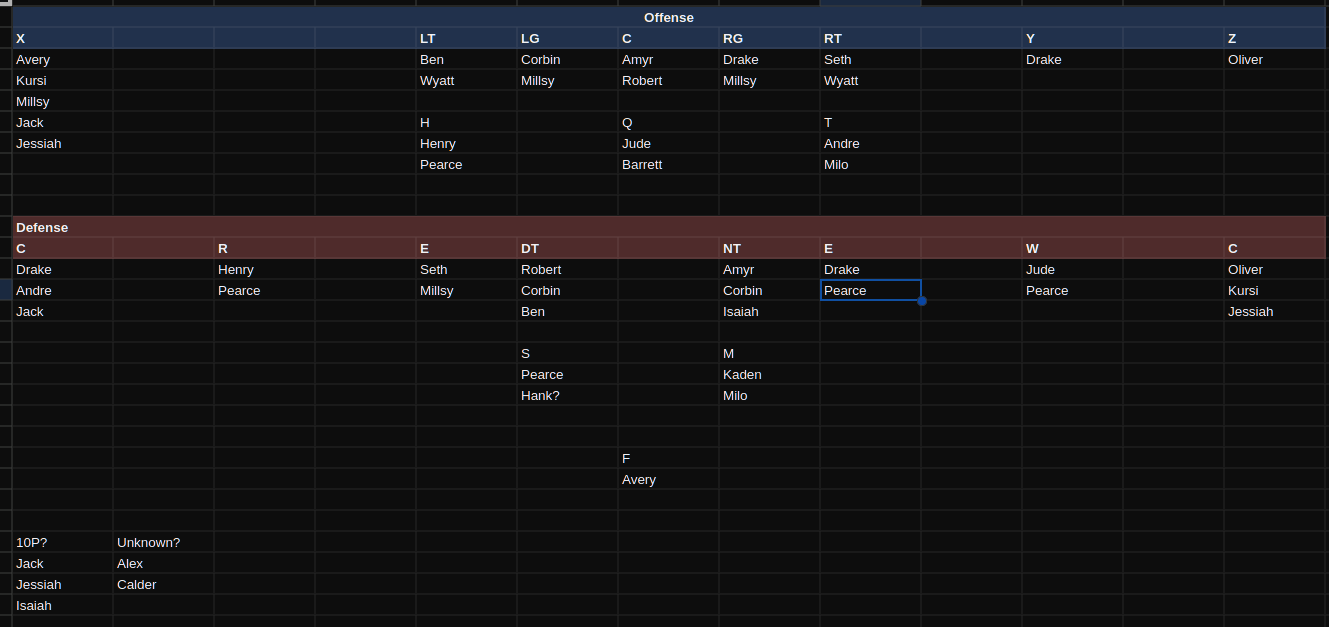 Offense
X LT LG C RG RT Y Z
Avery Ben Corbin Amyr Drake Seth Drake Oliver
Kursi Wyatt Millsy Robert Millsy Wyatt
Millsy
Jack H Q T
Jessiah Henry Jude Andre
Pearce Barrett Milo
Defense
C R E DT NT E W C
Drake Henry Seth Robert Amyr Drake Jude Oliver
Andre Pearce Millsy Corbin Corbin Pearce Pearce Kursi
Jack Ben Isaiah Jessiah
S M
Pearce Kaden
Hank? Milo
F
Avery
10P? Unknown?
Jack Alex
Jessiah Calder
Isaiah